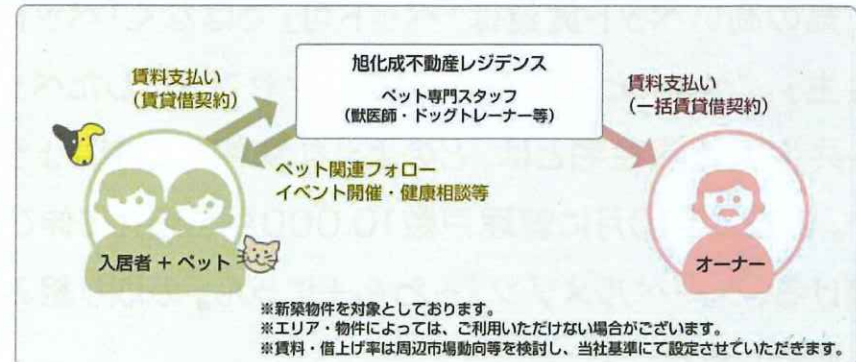 旭化成不動産レジデンス
ペット専門スタッフ
（獣医師・ドッグトレーナー等）
賃料支払い
（賃貸借契約）
賃料支払い
（一括賃貸借契約）
ペット関連フォロー
イベント開催・健康相談等
入居者 + ペット
オーナー
※新築物件を対象としております。
※エリア・物件によっては、ご利用いただけない場合がございます。
※賃料・借上げ率は周辺市場動向等を検討し、当社基準にて設定させていただきます。